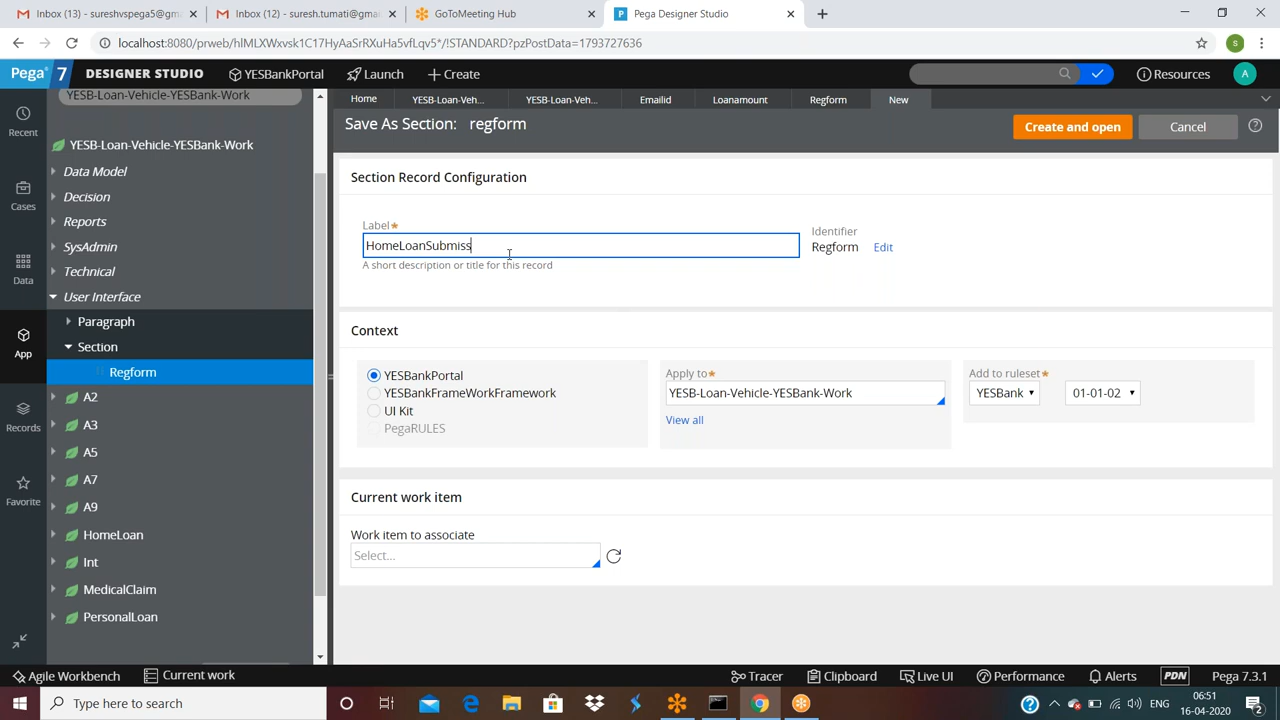 Inbox (13) - sureshvspega5@gma
Inbox (12) - suresh.tumati@gma
GoToMeeting Hub
Pega Designer Studio
localhost:8080/prweb/hlMLXWxvsk1C17HyAaSrRXuHa5vfLqv5*/!STANDARD?pzPostData=1793727636
S
Pega 7 DESIGNER STUDIO YESBankPortal Launch Create
Resources A
YESB-Loan-Vehicle-YESBank-Work
Home YESB-Loan-Veh... YESB-Loan-Veh... Emailid Loanamount Regform New
Save As Section: regform
Create and open Cancel
Recent
Cases
Data
App
Records
Favorite
YESB-Loan-Vehicle-YESBank-Work
Data Model
Decision
Reports
SysAdmin
Technical
User Interface
Paragraph
Section
Regform
A2
A3
A5
A7
A9
HomeLoan
Int
MedicalClaim
PersonalLoan
Section Record Configuration
Label*
HomeLoanSubmiss
A short description or title for this record
Identifier
Regform Edit
Context
YESBankPortal
YESBankFrameWorkFramework
UI Kit
PegaRULES
Apply to*
YESB-Loan-Vehicle-YESBank-Work
View all
Add to ruleset*
YESBank 01-01-02
Current work item
Work item to associate
Select...
Agile Workbench Current work
Tracer Clipboard Live UI Performance Alerts PDN Pega 7.3.1
Type here to search
ENG
06:51
16-04-2020
2